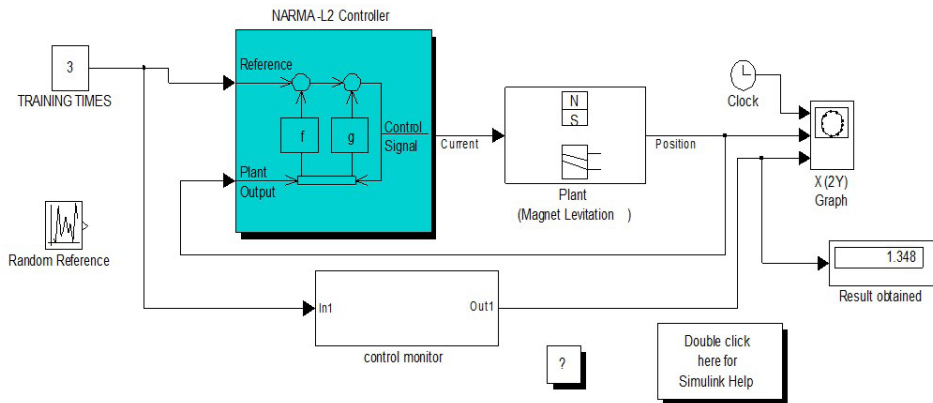 NARMA-L2 Controller
3
TRAINING TIMES
Reference
f
g
Control
Signal
Plant
Output
Current
N
S
Position
Plant
(Magnet Levitation )
Clock
X (2Y)
Graph
Random Reference
1.348
Result obtained
In1
Out1
control monitor
?
Double click
here for
Simulink Help